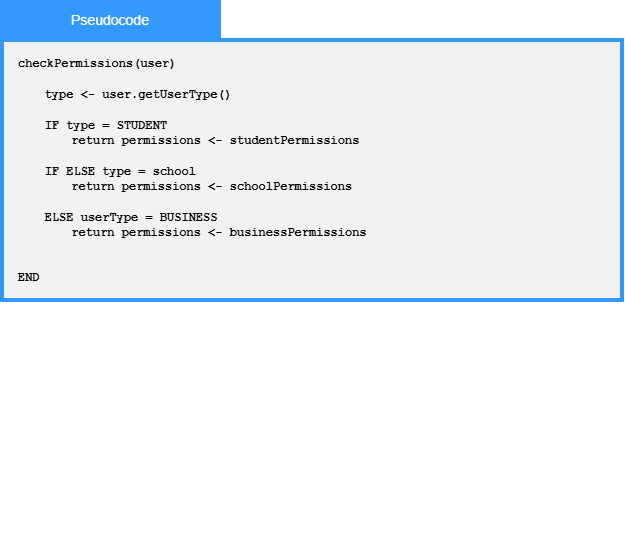 Pseudocode
checkPermissions(user)
type <- user.getUserType()
IF type = STUDENT
return permissions <- studentPermissions
IF ELSE type = school
return permissions <- schoolPermissions
ELSE userType = BUSINESS
return permissions <- businessPermissions
END